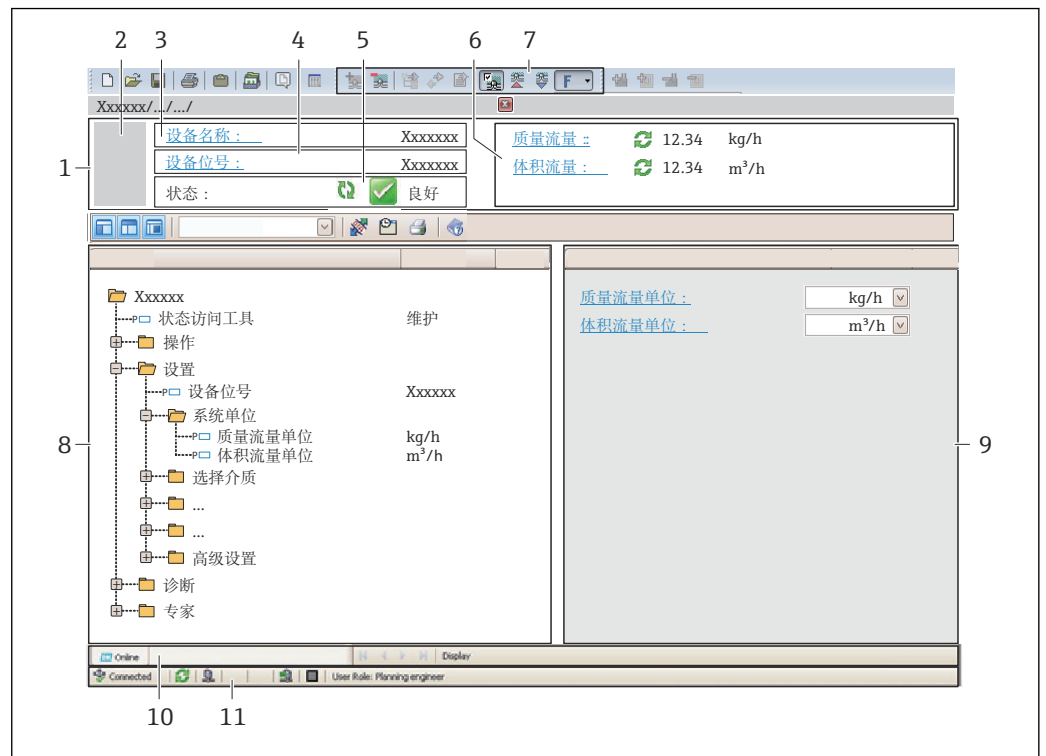 2 3 4 5 6 7
F
Xxxxxx/.../.../
1
设备名称： Xxxxxxx
设备位号： Xxxxxxx
状态： 良好
质量流量： 12.34 kg/h
体积流量： 12.34 m³/h
Xxxxxx
P 状态访问工具 维护
操作
设置
P 设备位号 Xxxxxx
系统单位
P 质量流量单位 kg/h
P 体积流量单位 m³/h
选择介质
...
...
高级设置
诊断
专家
质量流量单位： kg/h
体积流量单位： m³/h
8
9
Online Display
Connected User Role: Planning engineer
10 11